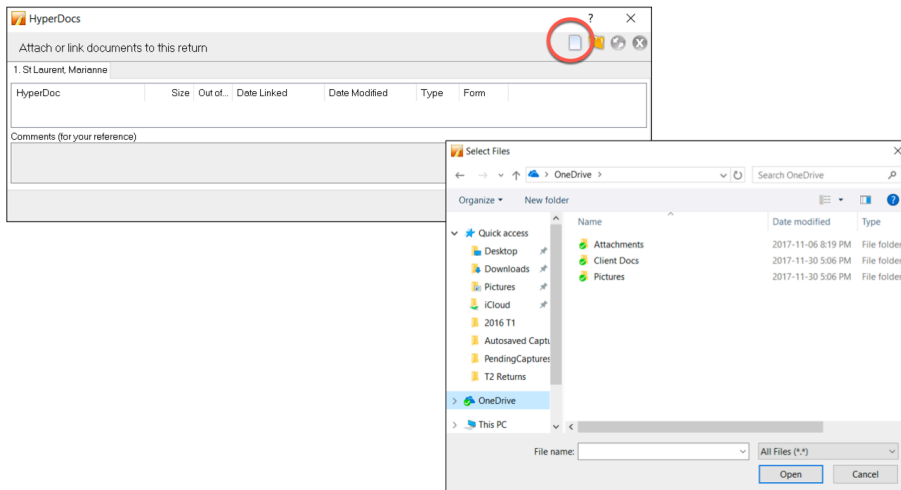 HyperDocs
?
Attach or link documents to this return
1. St Laurent, Marianne
HyperDoc Size Out of... Date Linked Date Modified Type Form
Comments (for your reference)
Select Files
OneDrive
Search OneDrive
Organize New folder
?
Name Date modified Type
Quick access
Desktop
Downloads
Pictures
iCloud
2016 T1
Autosaved Captu
PendingCaptures
T2 Returns
OneDrive
This PC
Attachments 2017-11-06 8:19 PM File folder
Client Docs 2017-11-30 5:06 PM File folder
Pictures 2017-11-30 5:06 PM File folder
File name: All Files (*.*)
Open Cancel